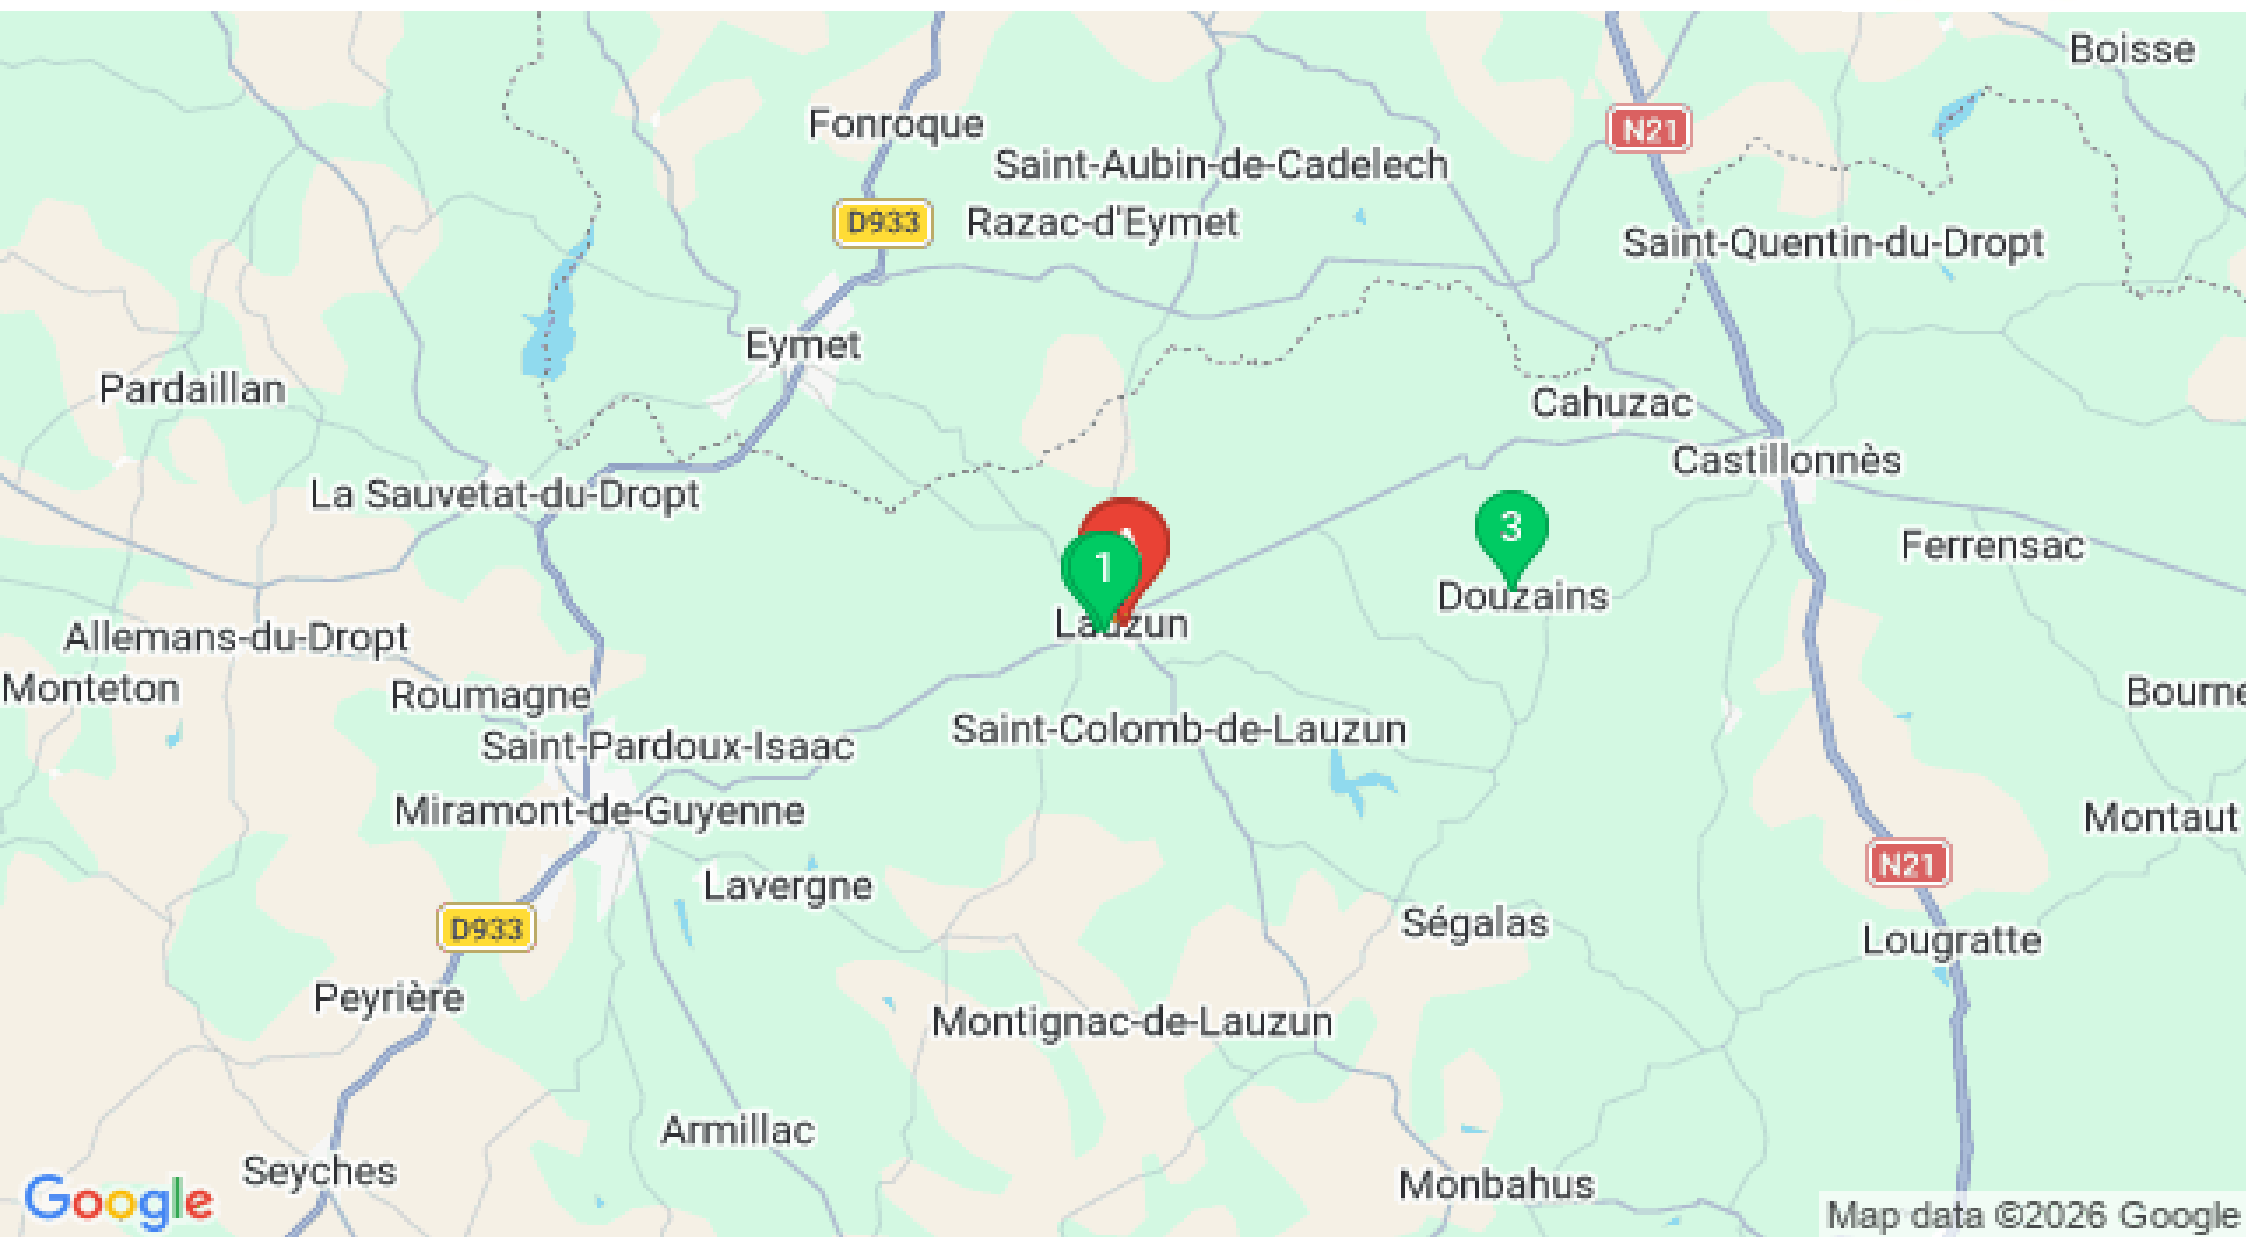 Boisse
Fonroque
N21
Saint-Aubin-de-Cadelech
D933
Razac-d'Eymet
Saint-Quentin-du-Dropt
Eymet
Pardaillan
Cahuzac
Castillonnès
La Sauvetat-du-Dropt
3
Ferrensac
1
Douzains
Lauzun
Allemans-du-Dropt
Monteton
Roumagne
Bourne
Saint-Colomb-de-Lauzun
Saint-Pardoux-Isaac
Miramont-de-Guyenne
Montaut
N21
Lavergne
Ségalas
D933
Lougratte
Peyrière
Montignac-de-Lauzun
Armillac
Seyches
Monbahus
Google
Map data ©2026 Google